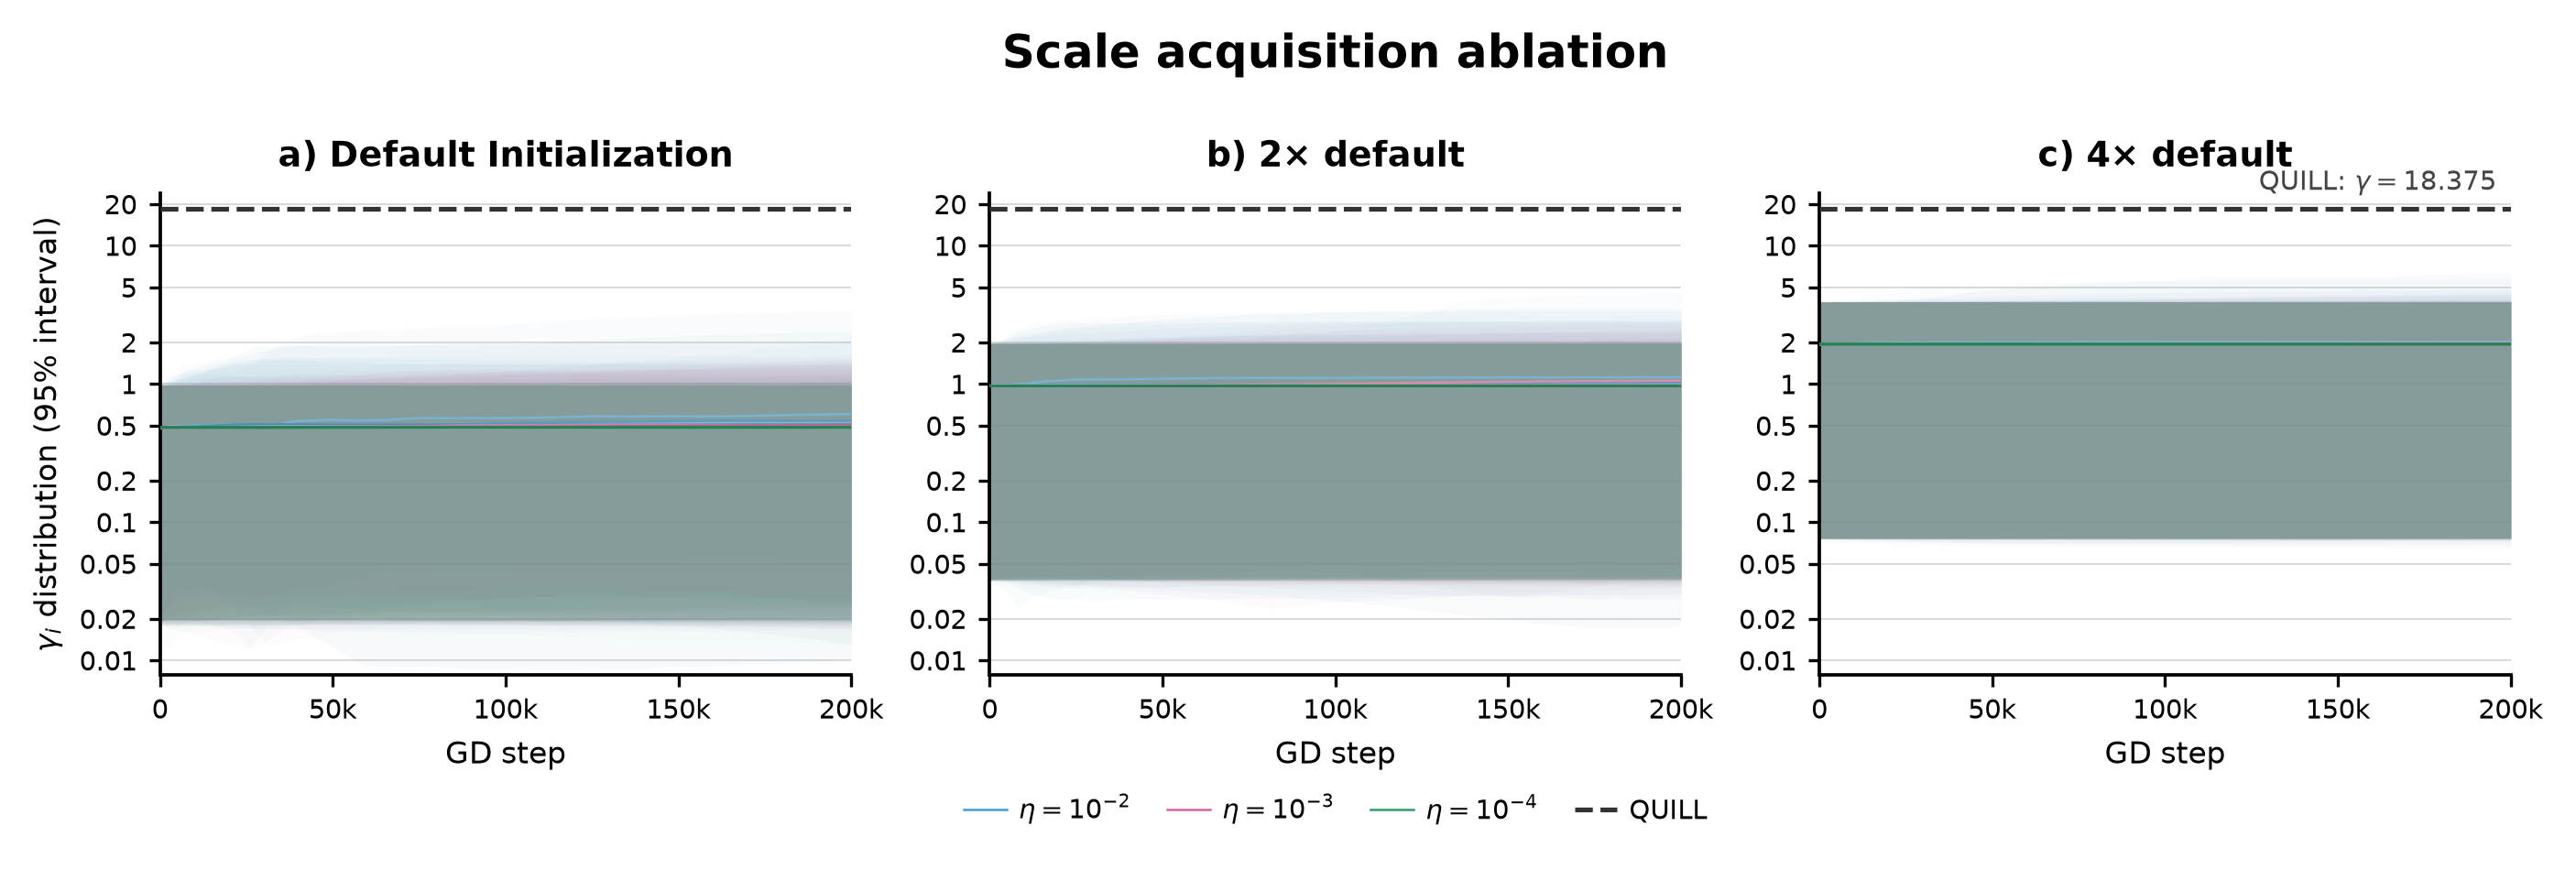 Scale acquisition ablation
a) Default Initialization
b) 2× default
c) 4× default
QUILL: γ = 18.375
γᵢ distribution (95% interval)
20
10
5
2
1
0.5
0.2
0.1
0.05
0.02
0.01
0 50k 100k 150k 200k
GD step
20
10
5
2
1
0.5
0.2
0.1
0.05
0.02
0.01
0 50k 100k 150k 200k
GD step
20
10
5
2
1
0.5
0.2
0.1
0.05
0.02
0.01
0 50k 100k 150k 200k
GD step
η = 10⁻² η = 10⁻³ η = 10⁻⁴ QUILL